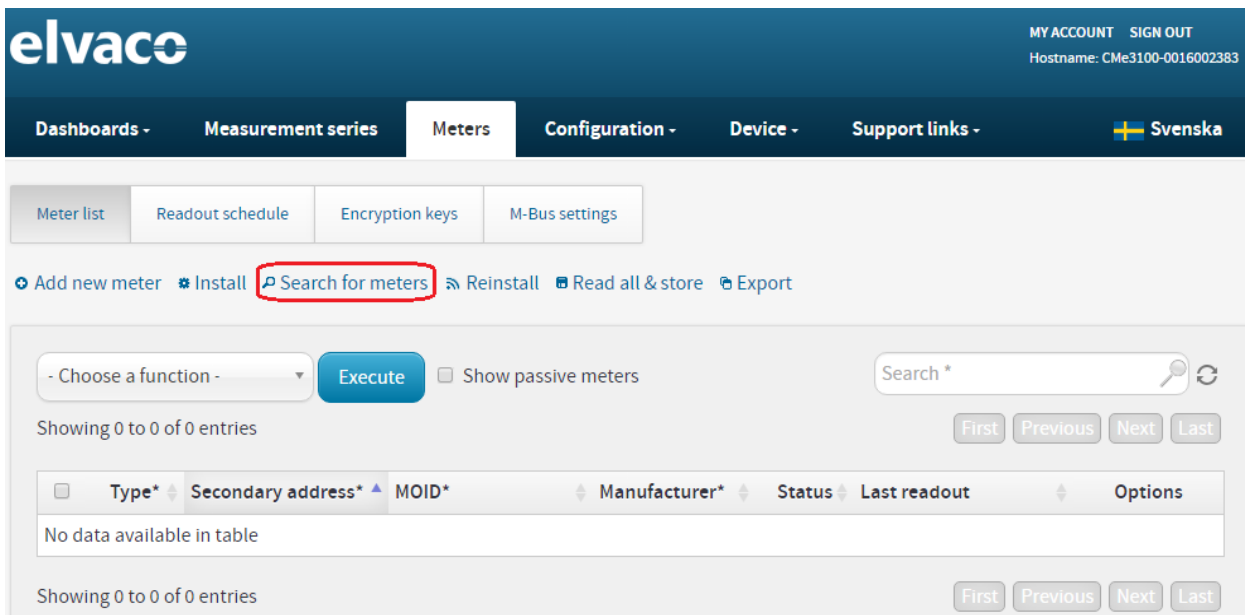 elvaco
MY ACCOUNT SIGN OUT
Hostname: CMe3100-0016002383
Dashboards Measurement series Meters Configuration Device Support links Svenska
Meter list Readout schedule Encryption keys M-Bus settings
Add new meter Install Search for meters Reinstall Read all & store Export
- Choose a function - Execute Show passive meters Search *
Showing 0 to 0 of 0 entries First Previous Next Last
Type* Secondary address* MOID* Manufacturer* Status Last readout Options
No data available in table
Showing 0 to 0 of 0 entries First Previous Next Last